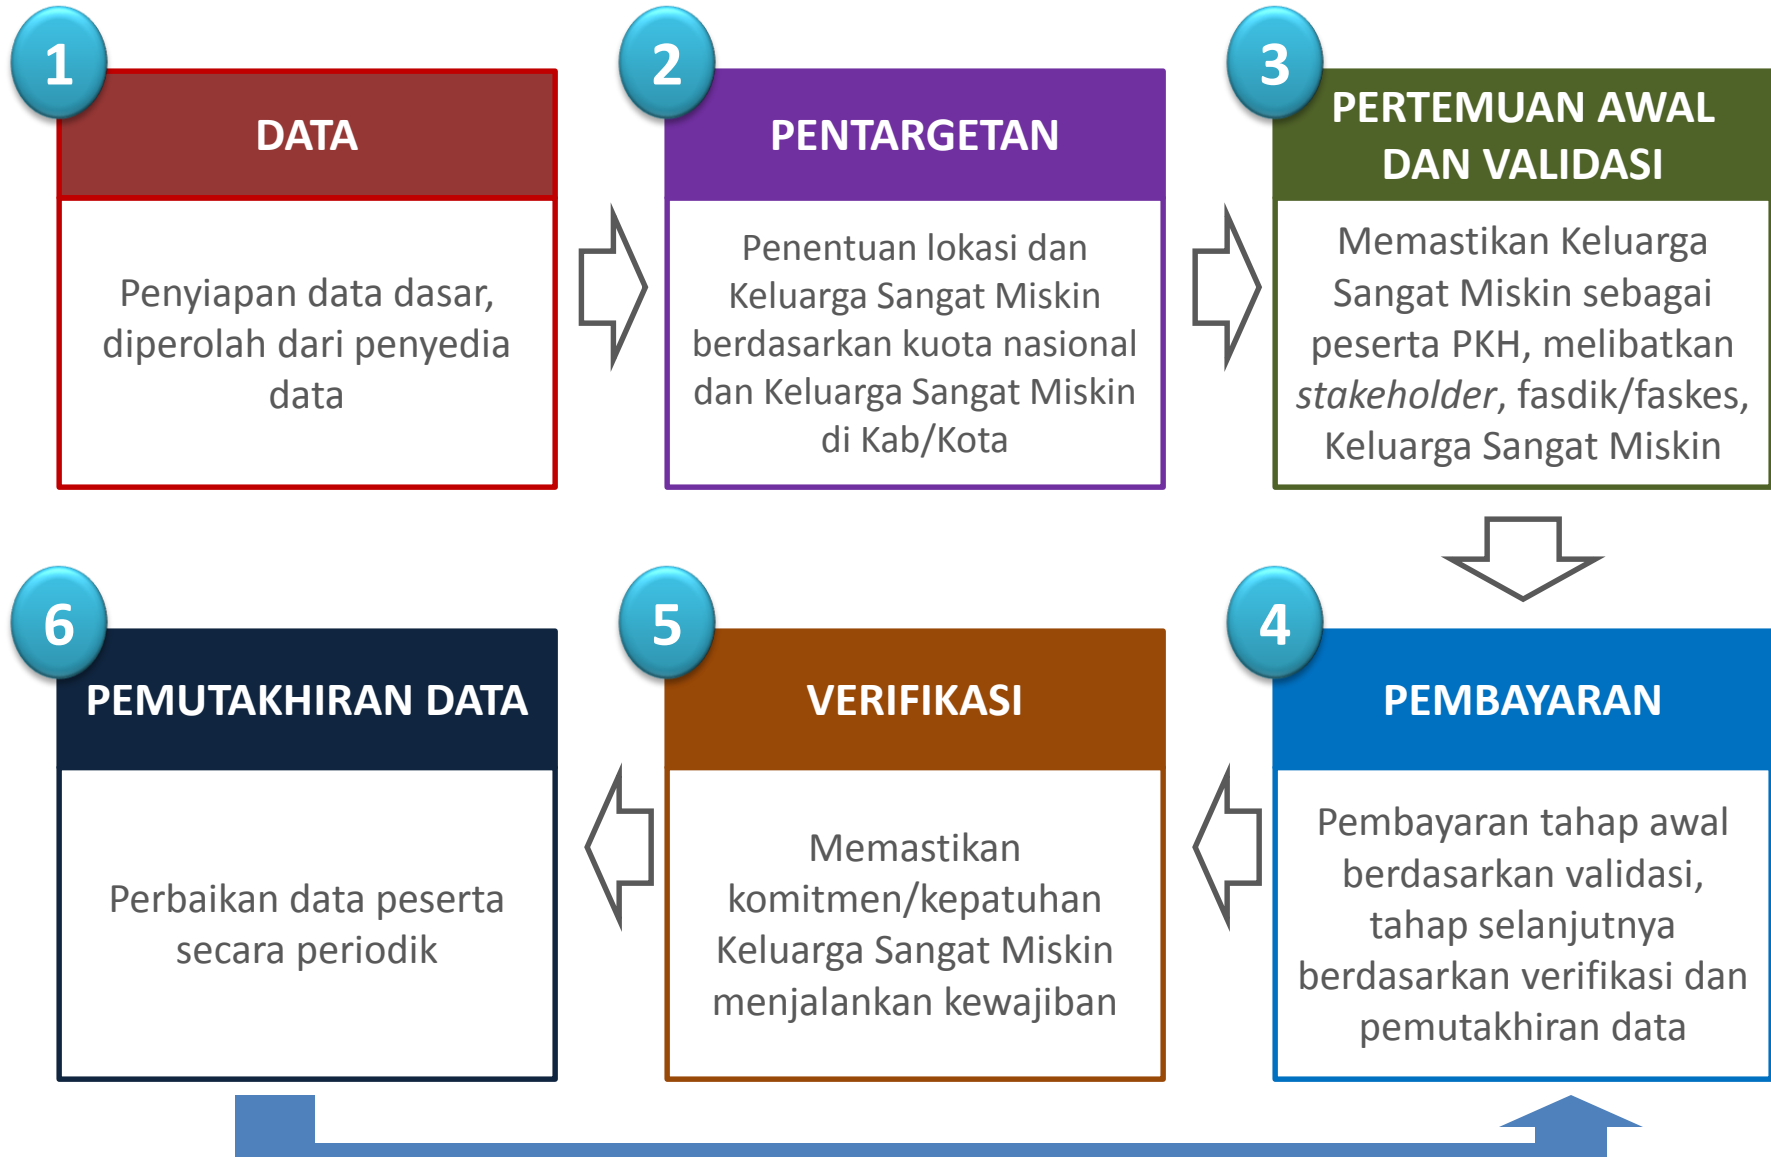 1
DATA
Penyiapan data dasar,
diperolah dari penyedia
data
2
PENTARGETAN
Penentuan lokasi dan
Keluarga Sangat Miskin
berdasarkan kuota nasional
dan Keluarga Sangat Miskin
di Kab/Kota
3
PERTEMUAN AWAL
DAN VALIDASI
Memastikan Keluarga
Sangat Miskin sebagai
peserta PKH, melibatkan
stakeholder, fasdik/faskes,
Keluarga Sangat Miskin
4
PEMBAYARAN
Pembayaran tahap awal
berdasarkan validasi,
tahap selanjutnya
berdasarkan verifikasi dan
pemutakhiran data
5
VERIFIKASI
Memastikan
komitmen/kepatuhan
Keluarga Sangat Miskin
menjalankan kewajiban
6
PEMUTAKHIRAN DATA
Perbaikan data peserta
secara periodik